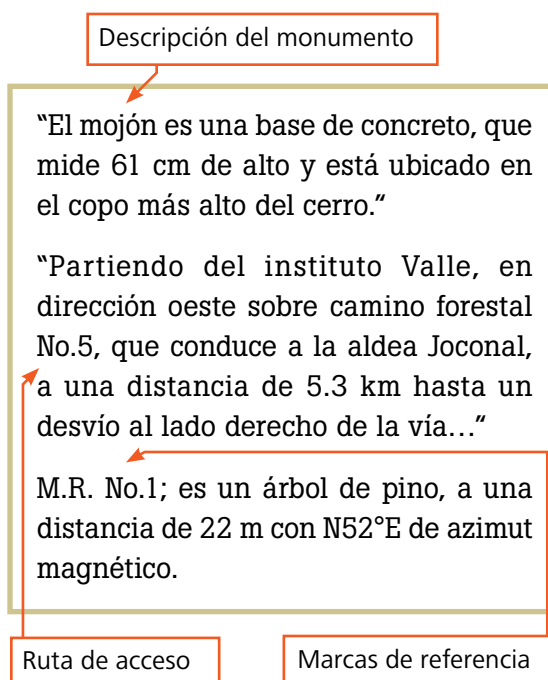 Descripción del monumento
“El mojón es una base de concreto, que
mide 61 cm de alto y está ubicado en
el copo más alto del cerro.”
“Partiendo del instituto Valle, en
dirección oeste sobre camino forestal
No.5, que conduce a la aldea Joconal,
a una distancia de 5.3 km hasta un
desvío al lado derecho de la vía…”
M.R. No.1; es un árbol de pino, a una
distancia de 22 m con N52°E de azimut
magnético.
Ruta de acceso
Marcas de referencia